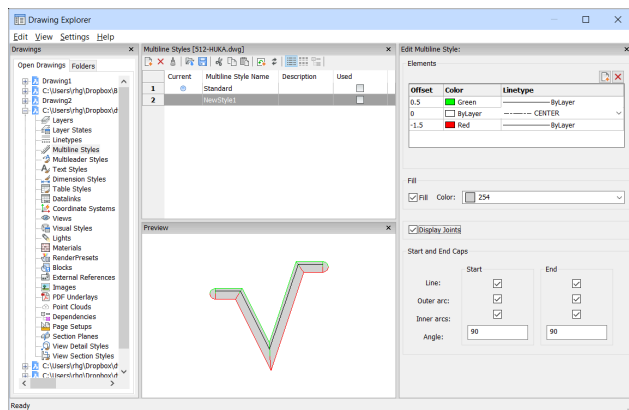 Drawing Explorer
Edit View Settings Help
Drawings
Open Drawings Folders
Drawing1
C:\Users\rhg\Dropbox\B
Drawing2
C:\Users\rhg\Dropbox\d
Layers
Layer States
Linetypes
Multiline Styles
Multileader Styles
Text Styles
Dimension Styles
Table Styles
Datalinks
Coordinate Systems
Views
Visual Styles
Lights
Materials
RenderPresets
Blocks
External References
Images
PDF Underlays
Point Clouds
Dependencies
Page Setups
Section Planes
View Detail Styles
View Section Styles
C:\Users\rhg\Dropbox\d
C:\Users\rhg\Dropbox\d
Multiline Styles [512-HUKA.dwg]
Current Multiline Style Name Description Used
1 Standard
2 NewStyle1
Preview
Edit Multiline Style:
Elements
Offset Color Linetype
0.5 Green ByLayer
0 ByLayer CENTER
-1.5 Red ByLayer
Fill
Fill Color: 254
Display Joints
Start and End Caps
Start End
Line:
Outer arc:
Inner arcs:
Angle: 90 90
Ready